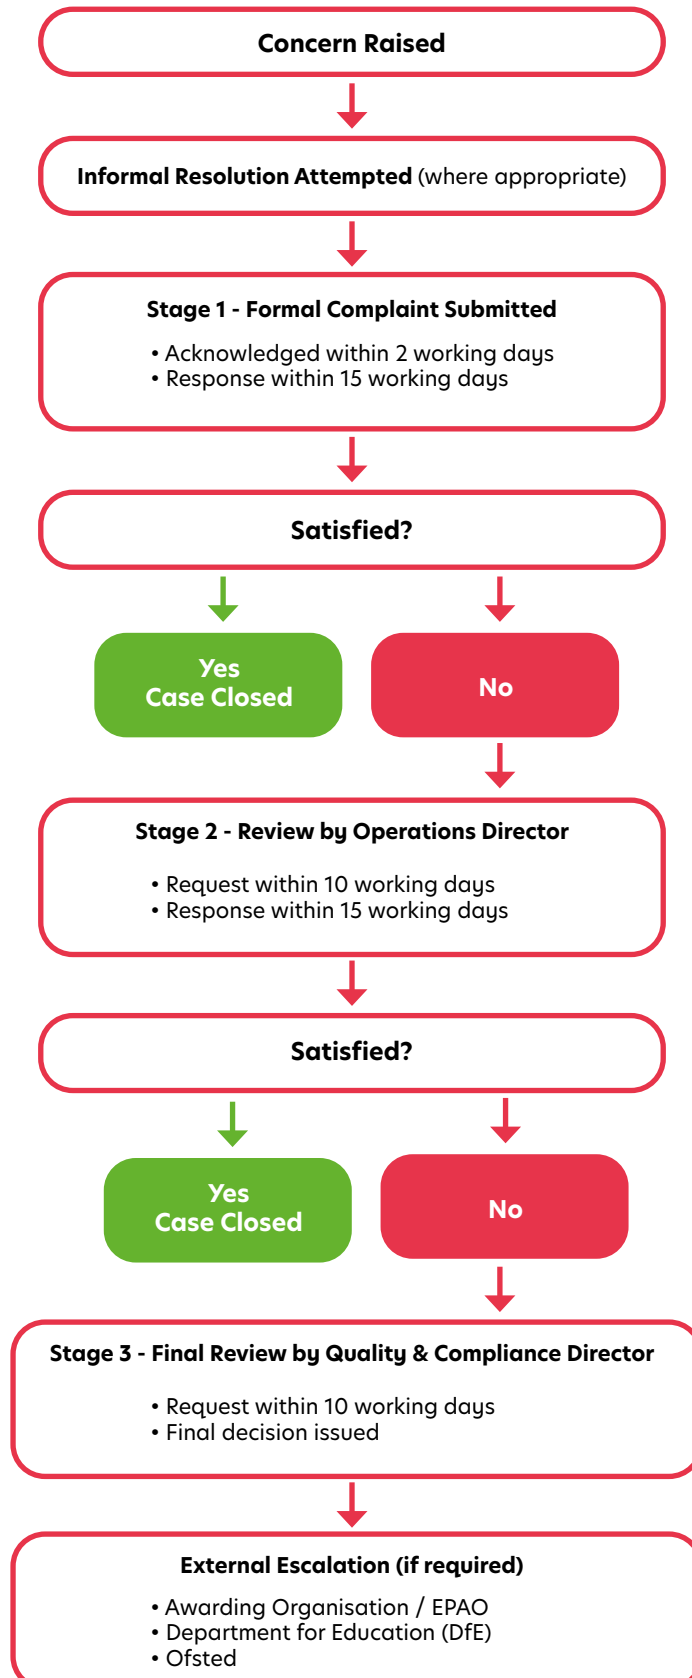 Concern Raised
Informal Resolution Attempted (where appropriate)
Stage 1 - Formal Complaint Submitted
• Acknowledged within 2 working days
• Response within 15 working days
Satisfied?
Yes
Case Closed
No
Stage 2 - Review by Operations Director
• Request within 10 working days
• Response within 15 working days
Satisfied?
Yes
Case Closed
No
Stage 3 - Final Review by Quality & Compliance Director
• Request within 10 working days
• Final decision issued
External Escalation (if required)
• Awarding Organisation / EPAO
• Department for Education (DfE)
• Ofsted